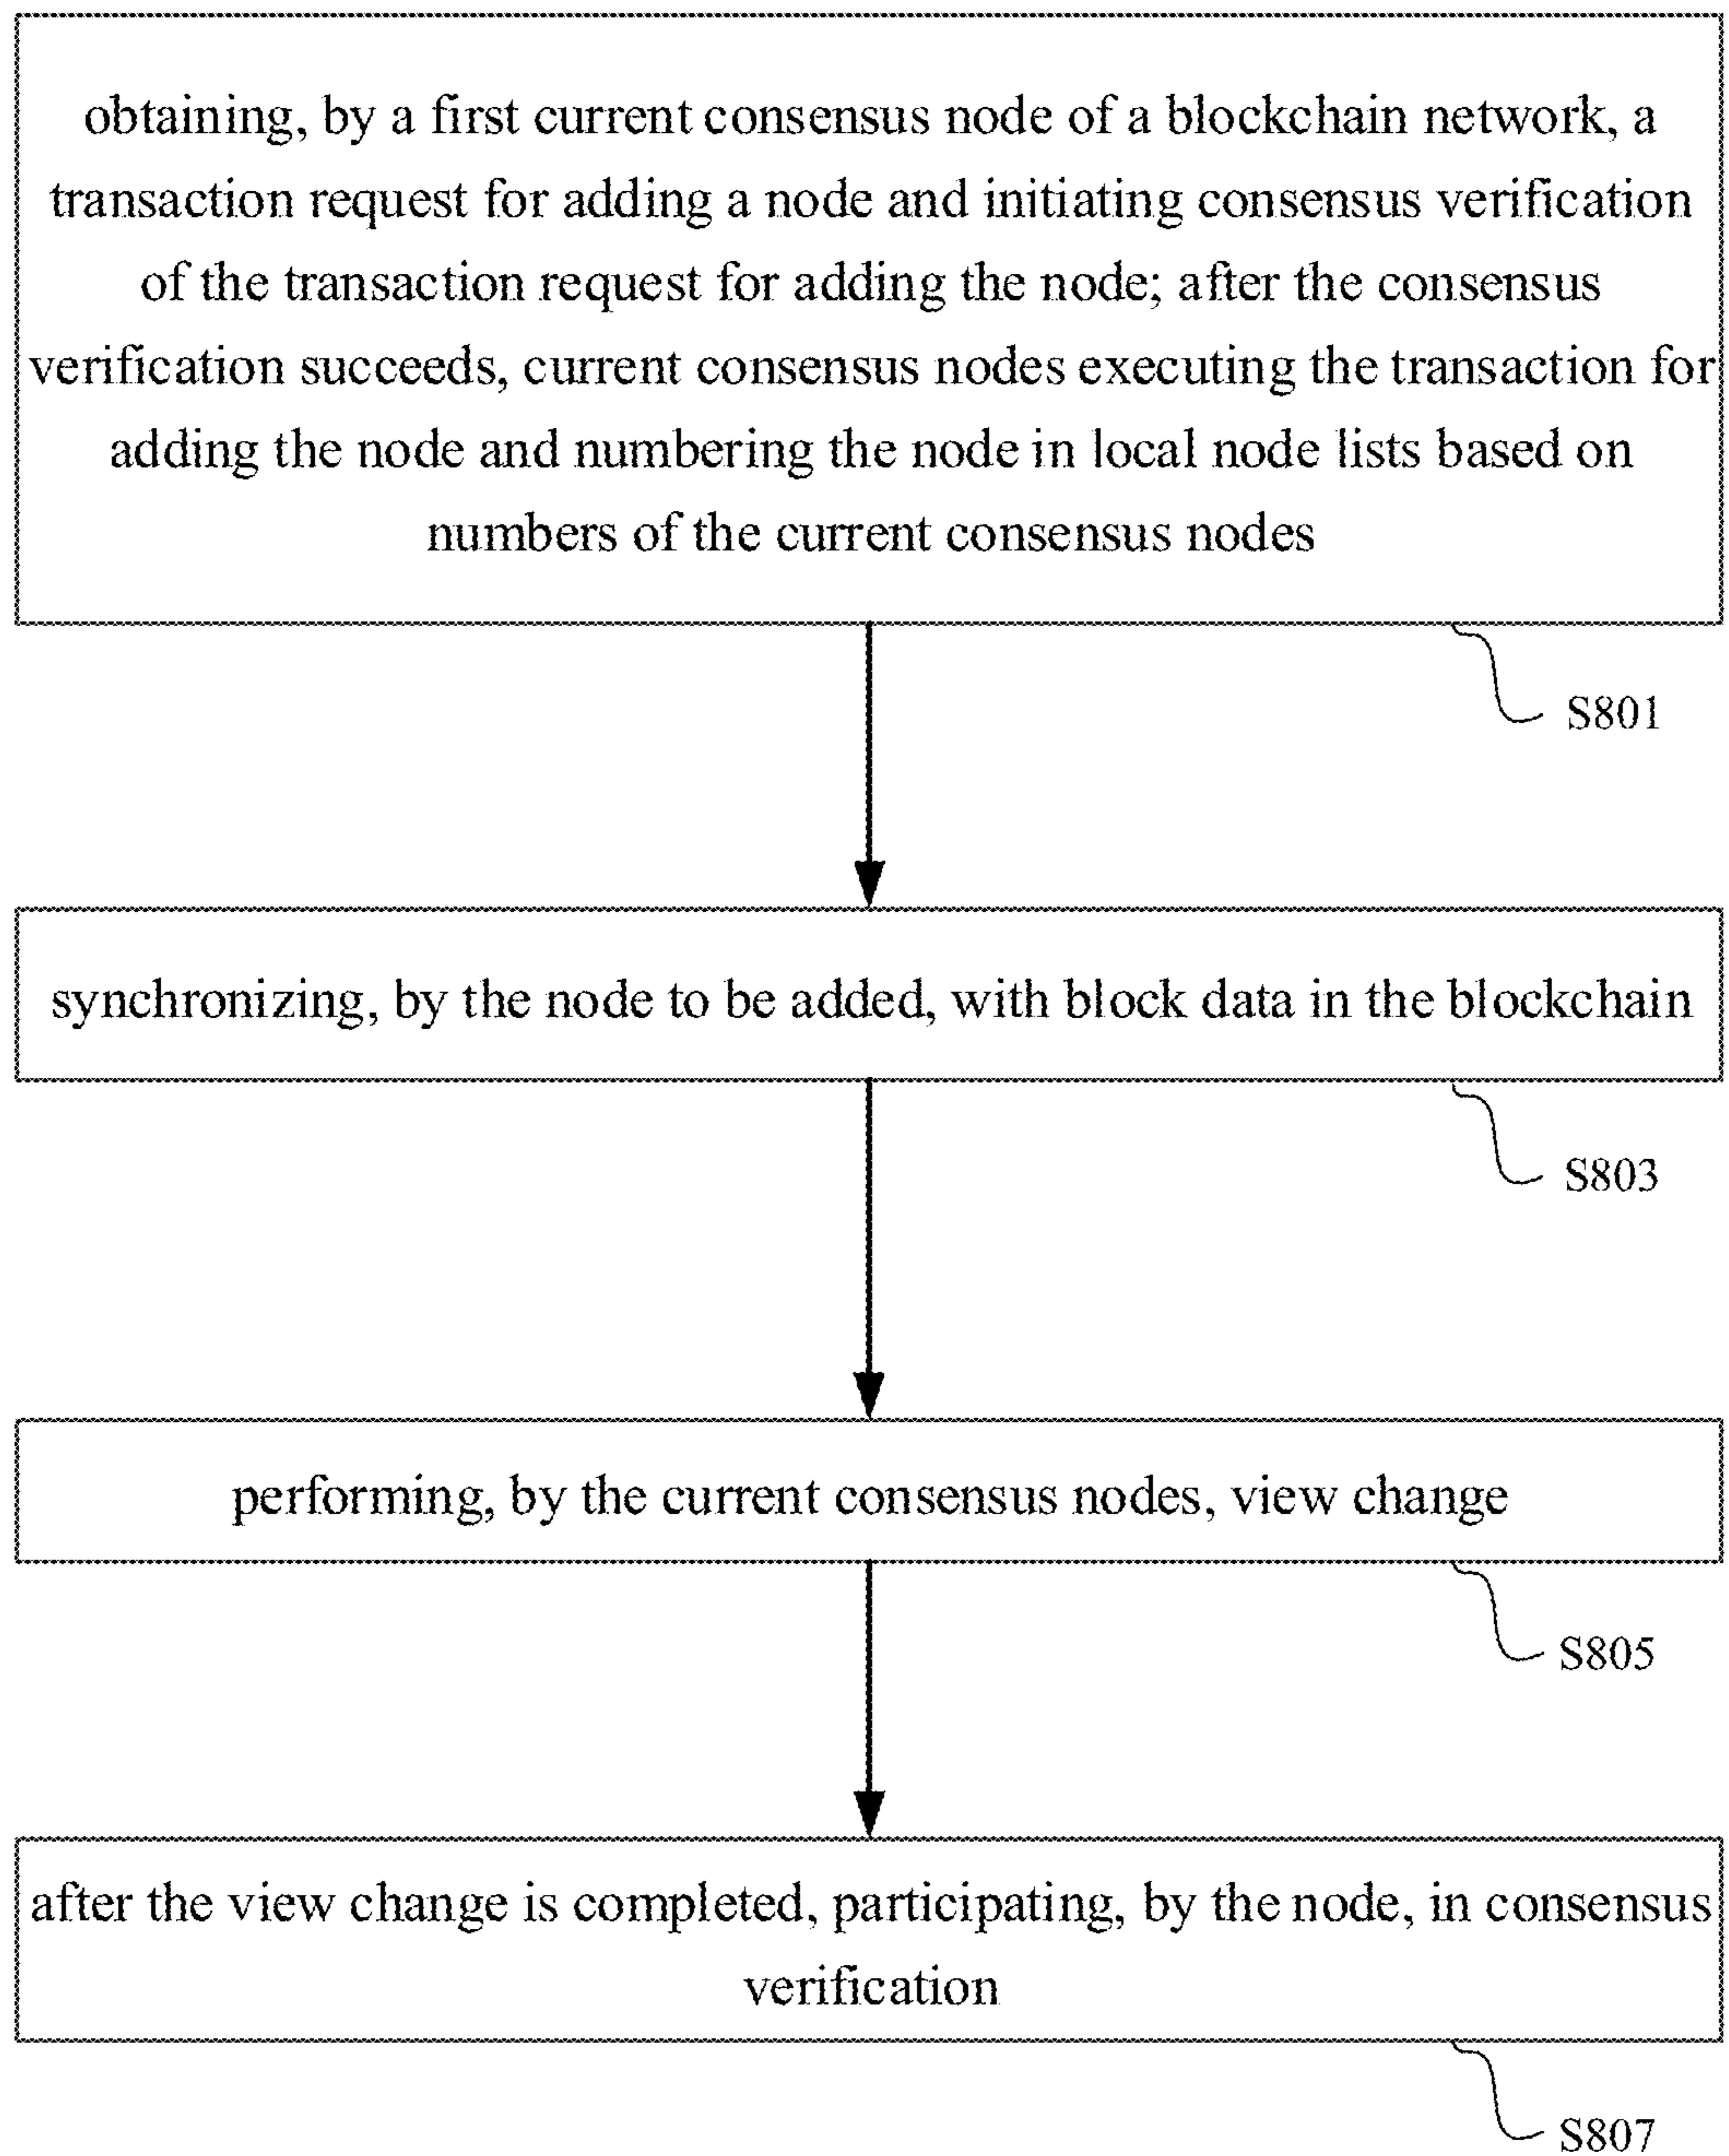 obtaining, by a first current consensus node of a blockchain network, a
transaction request for adding a node and initiating consensus verification
of the transaction request for adding the node; after the consensus
verification succeeds, current consensus nodes executing the transaction for
adding the node and numbering the node in local node lists based on
numbers of the current consensus nodes
S801
synchronizing, by the node to be added, with block data in the blockchain
S803
performing, by the current consensus nodes, view change
S805
after the view change is completed, participating, by the node, in consensus
verification
S807